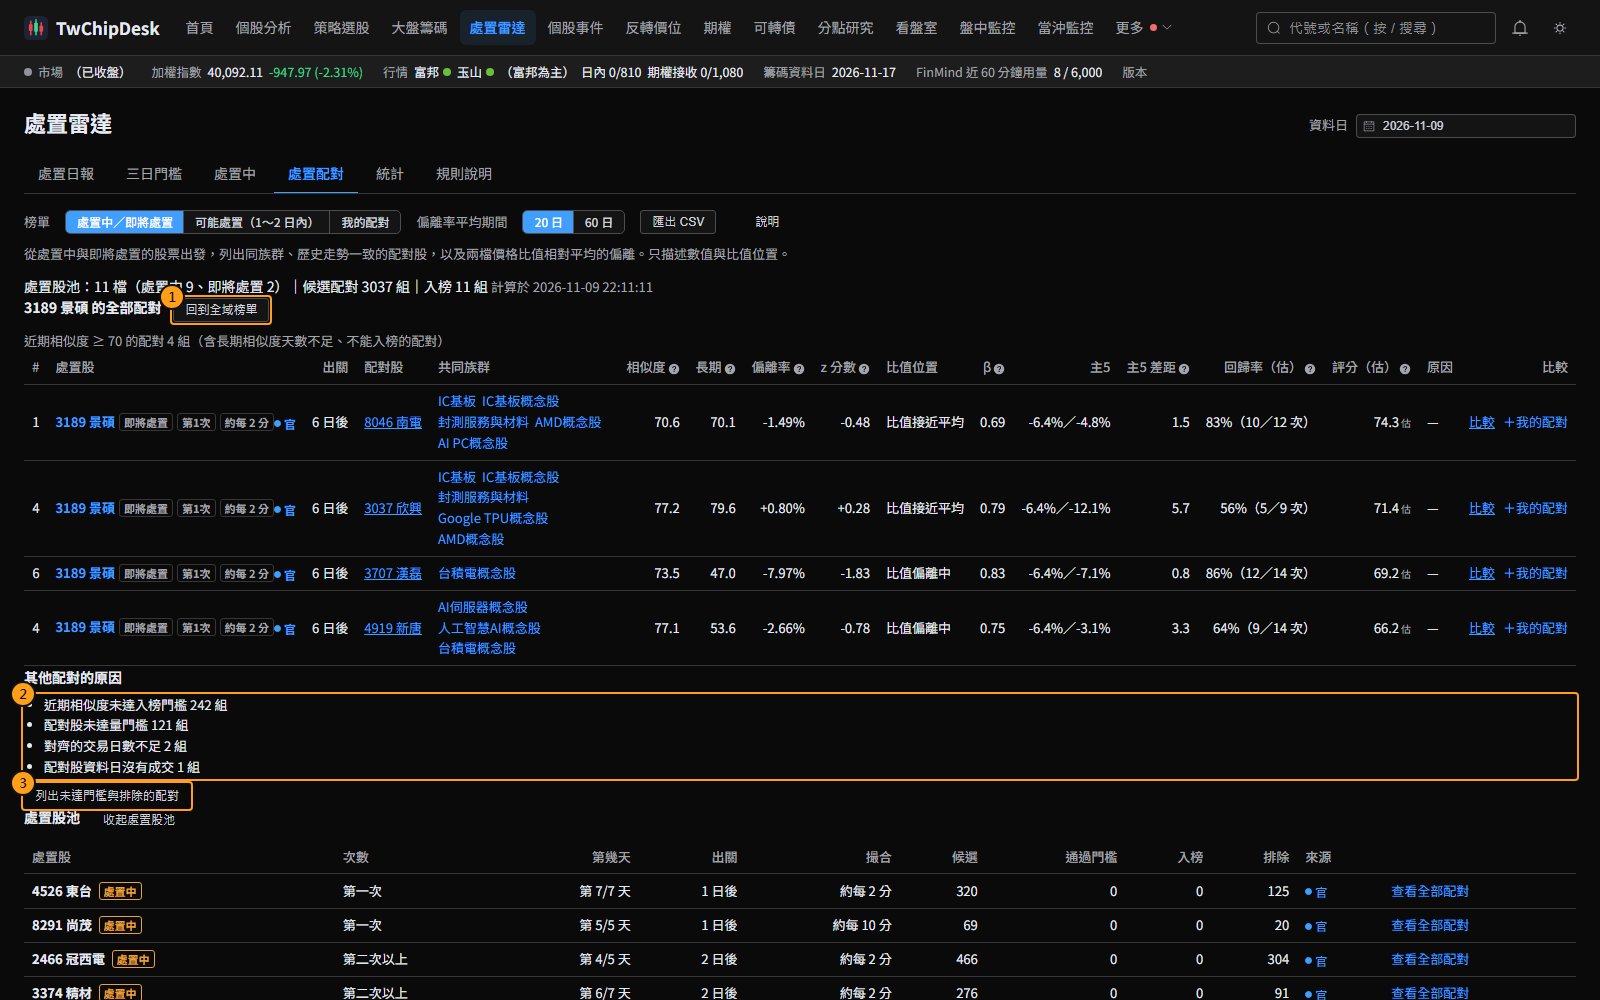 TwChipDesk 首頁 個股分析 策略選股 大盤籌碼 處置雷達 個股事件 反轉價位 期權 可轉債 分點研究 看盤室 盤中監控 當沖監控 更多 代號或名稱（按 / 搜尋）
市場 （已收盤） 加權指數 40,092.11 -947.97 (-2.31%) 行情 富邦 玉山 （富邦為主） 日內 0/810 期權接收 0/1,080 籌碼資料日 2026-11-17 FinMind 近 60 分鐘用量 8 / 6,000 版本
處置雷達
資料日 2026-11-09
處置日報 三日門檻 處置中 處置配對 統計 規則說明
榜單 處置中／即將處置 可能處置（1～2 日內） 我的配對 偏離率平均期間 20 日 60 日 匯出 CSV 說明
從處置中與即將處置的股票出發，列出同族群、歷史走勢一致的配對股，以及兩檔價格比值相對平均的偏離。只描述數值與比值位置。
處置股池：11 檔（處置中 9、即將處置 2）｜候選配對 3037 組｜入榜 11 組 計算於 2026-11-09 22:11:11
3189 景碩 的全部配對 1 回到全域榜單
近期相似度 ≥ 70 的配對 4 組（含長期相似度天數不足、不能入榜的配對）
# 處置股 出關 配對股 共同族群 相似度 長期 偏離率 z 分數 比值位置 β 主5 主5 差距 回歸率（估） 評分（估） 原因 比較
1 3189 景碩 即將處置 第1次 約每 2 分 官 6 日後 8046 南電 IC基板 IC基板概念股 封測服務與材料 AMD概念股 AI PC概念股 70.6 70.1 -1.49% -0.48 比值接近平均 0.69 -6.4%／-4.8% 1.5 83%（10／12 次） 74.3 估 — 比較 ＋我的配對
4 3189 景碩 即將處置 第1次 約每 2 分 官 6 日後 3037 欣興 IC基板 IC基板概念股 封測服務與材料 Google TPU概念股 AMD概念股 77.2 79.6 +0.80% +0.28 比值接近平均 0.79 -6.4%／-12.1% 5.7 56%（5／9 次） 71.4 估 — 比較 ＋我的配對
6 3189 景碩 即將處置 第1次 約每 2 分 官 6 日後 3707 漢磊 台積電概念股 73.5 47.0 -7.97% -1.83 比值偏離中 0.83 -6.4%／-7.1% 0.8 86%（12／14 次） 69.2 估 — 比較 ＋我的配對
4 3189 景碩 即將處置 第1次 約每 2 分 官 6 日後 4919 新唐 AI伺服器概念股 人工智慧AI概念股 台積電概念股 77.1 53.6 -2.66% -0.78 比值偏離中 0.75 -6.4%／-3.1% 3.3 64%（9／14 次） 66.2 估 — 比較 ＋我的配對
其他配對的原因
2
近期相似度未達入榜門檻 242 組
配對股未達量門檻 121 組
對齊的交易日數不足 2 組
配對股資料日沒有成交 1 組
3 列出未達門檻與排除的配對
處置股池 收起處置股池
處置股 次數 第幾天 出關 撮合 候選 通過門檻 入榜 排除 來源
4526 東台 處置中 第一次 第 7/7 天 1 日後 約每 2 分 320 0 0 125 官 查看全部配對
8291 尚茂 處置中 第一次 第 5/5 天 1 日後 約每 10 分 69 0 0 20 官 查看全部配對
2466 冠西電 處置中 第二次以上 第 4/5 天 2 日後 約每 2 分 466 0 0 304 官 查看全部配對
3374 精材 處置中 第二次以上 第 6/7 天 2 日後 約每 2 分 276 0 0 91 官 查看全部配對